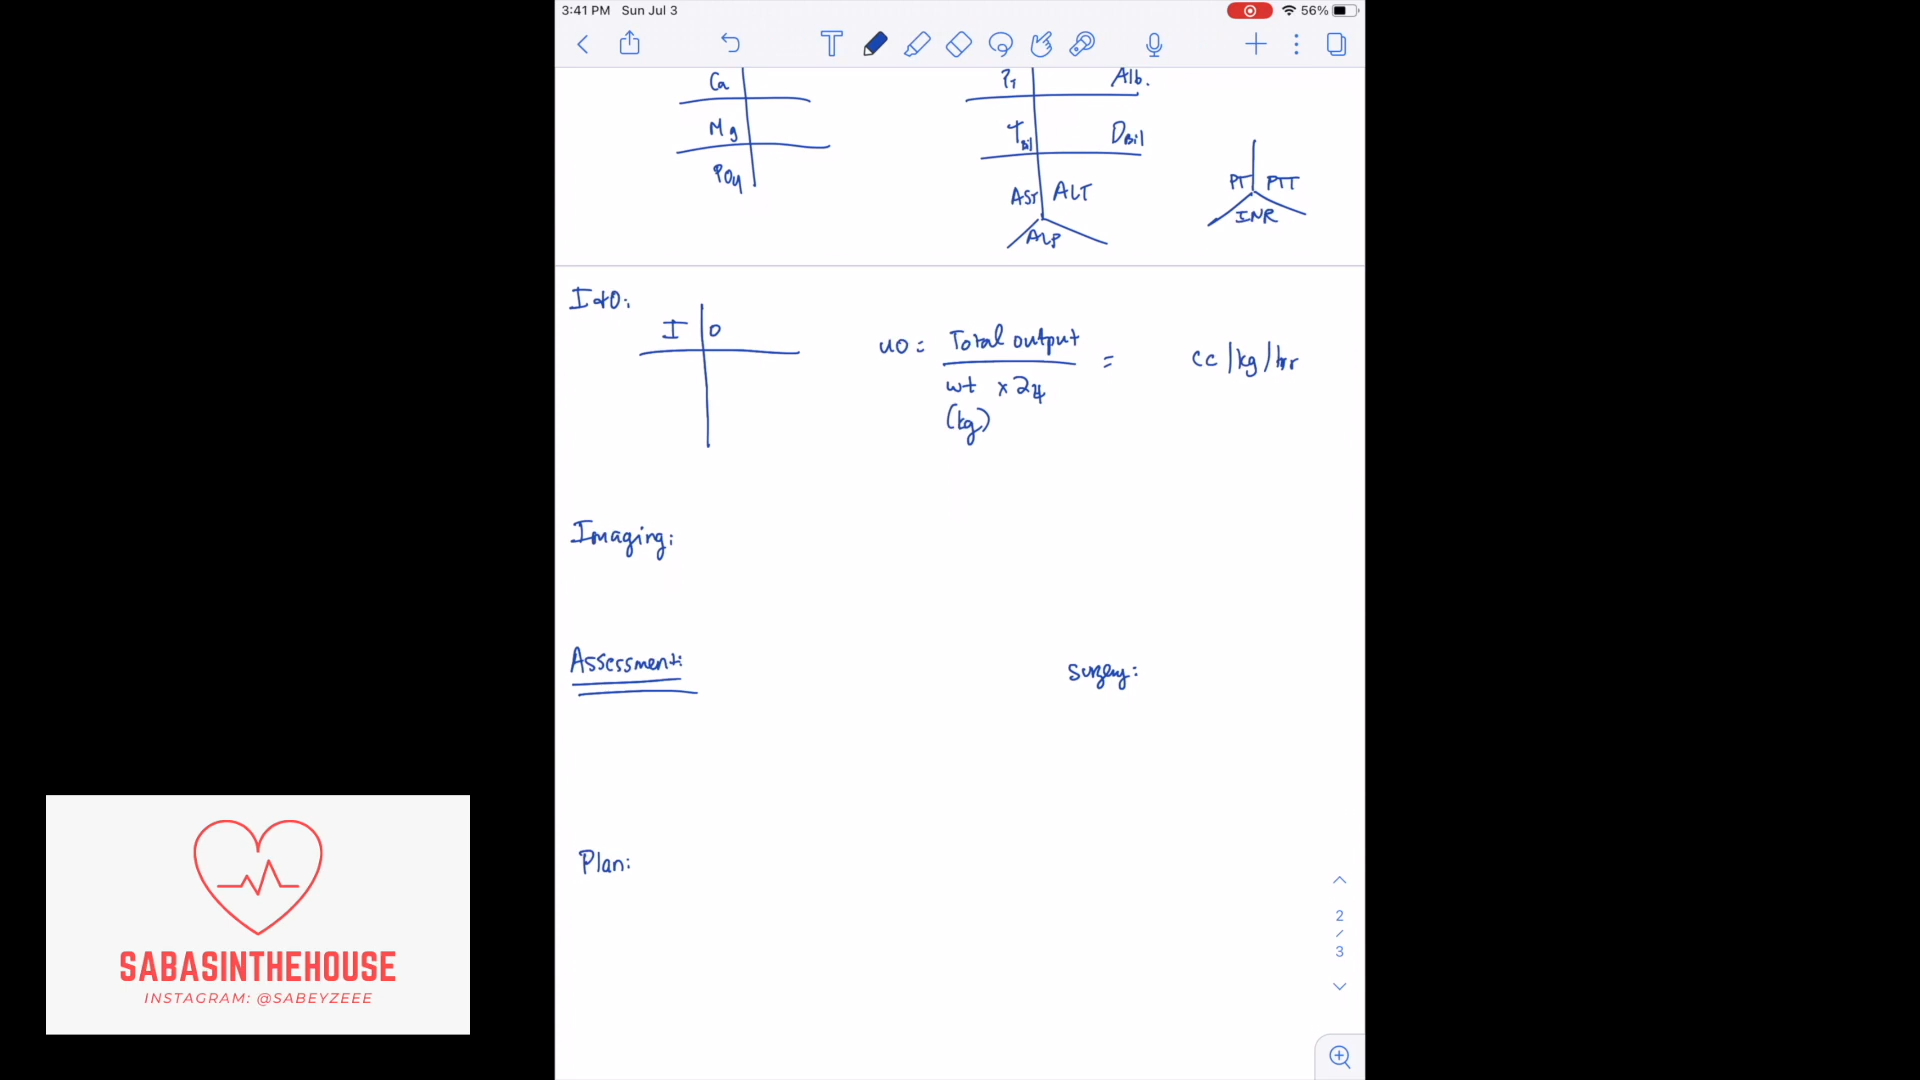 3:41 PM Sun Jul 3
56%
Ca
Alb.
Mg
TBil
DBil
PO4
AST ALT
ALP
PT PTT
INR
I+O:
I O
UO = Total output = cc/kg/hr
wt x 24
(kg)
Imaging:
Assessment:
Surgery:
Plan:
2
/
3
SABASINTHEHOUSE
INSTAGRAM: @SABEYZEEE